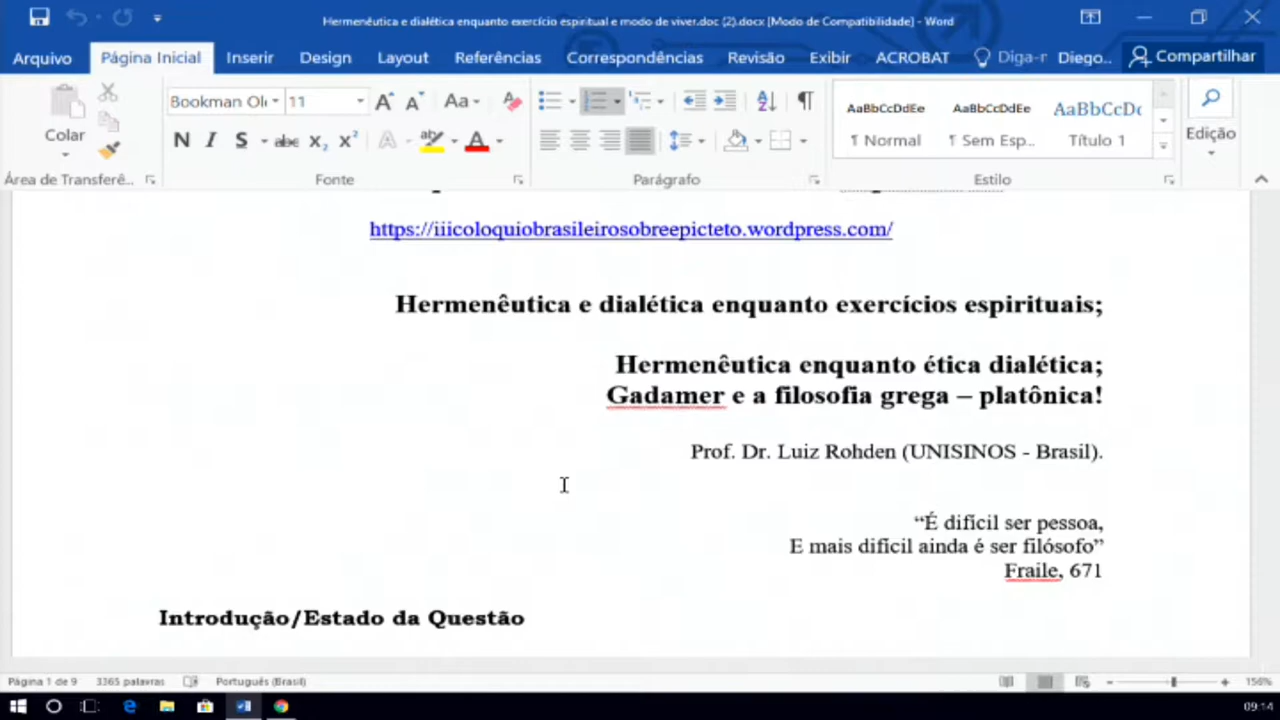 Hermenêutica e dialética enquanto exercício espiritual e modo de viver.doc (2).docx [Modo de Compatibilidade] - Word
Arquivo Página Inicial Inserir Design Layout Referências Correspondências Revisão Exibir ACROBAT Diga-r Diego.. Compartilhar
Bookman Ol 11 Aa AaBbCcDdEe AaBbCcDdEe AaBbCcDc
Colar N I S abc x₂ x² A A ¶ Normal ¶ Sem Esp... Título 1 Edição
Área de Transferê... Fonte Parágrafo Estilo
https://iiicoloquiobrasileirosobreepicteto.wordpress.com/
Hermenêutica e dialética enquanto exercícios espirituais;
Hermenêutica enquanto ética dialética;
Gadamer e a filosofia grega – platônica!
Prof. Dr. Luiz Rohden (UNISINOS - Brasil).
“É difícil ser pessoa,
E mais difícil ainda é ser filósofo”
Fraile, 671
Introdução/Estado da Questão
Página 1 de 9 3365 palavras Português (Brasil) 156%
09:14